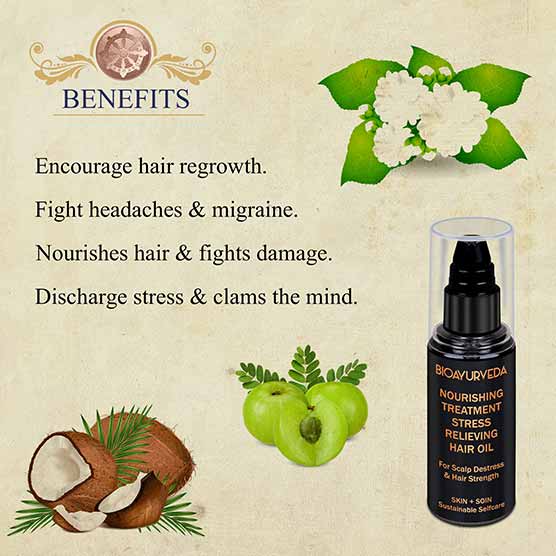 BENEFITS
Encourage hair regrowth.
Fight headaches & migraine.
Nourishes hair & fights damage.
Discharge stress & clams the mind.
BIOAYURVEDA
NOURISHING
TREATMENT
STRESS
RELIEVING
HAIR OIL
For Scalp Destress
& Hair Strength
SKIN + SOIN
Sustainable Selfcare